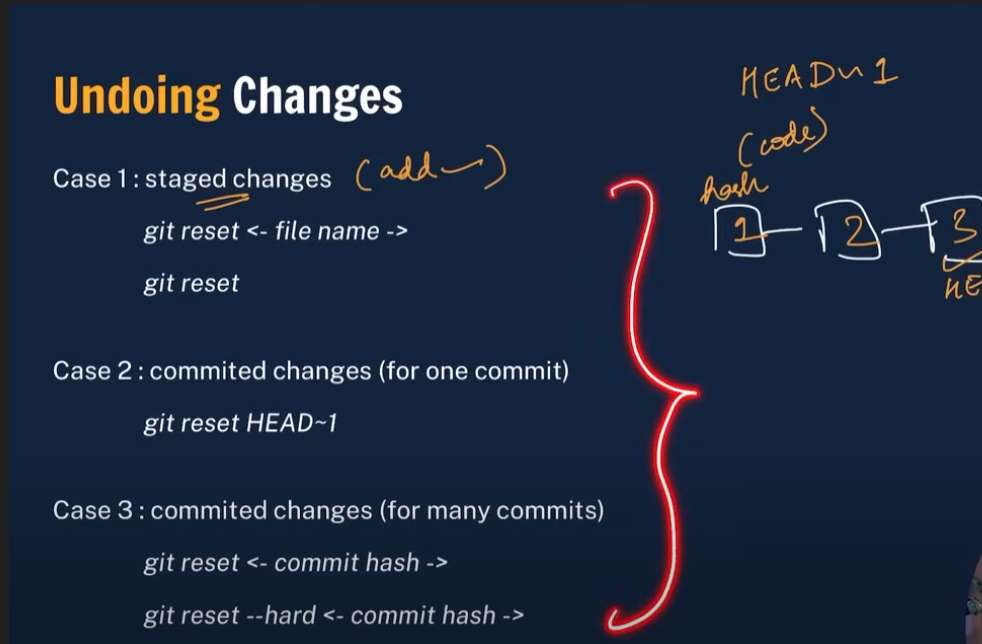 Undoing Changes
Case 1 : staged changes (add
git reset <- file name ->
git reset
Case 2 : commited changes (for one commit)
git reset HEAD~1
Case 3 : commited changes (for many commits)
git reset <- commit hash ->
git reset --hard <- commit hash ->
HEAD~1
(code)
hash
1 2 3
HE